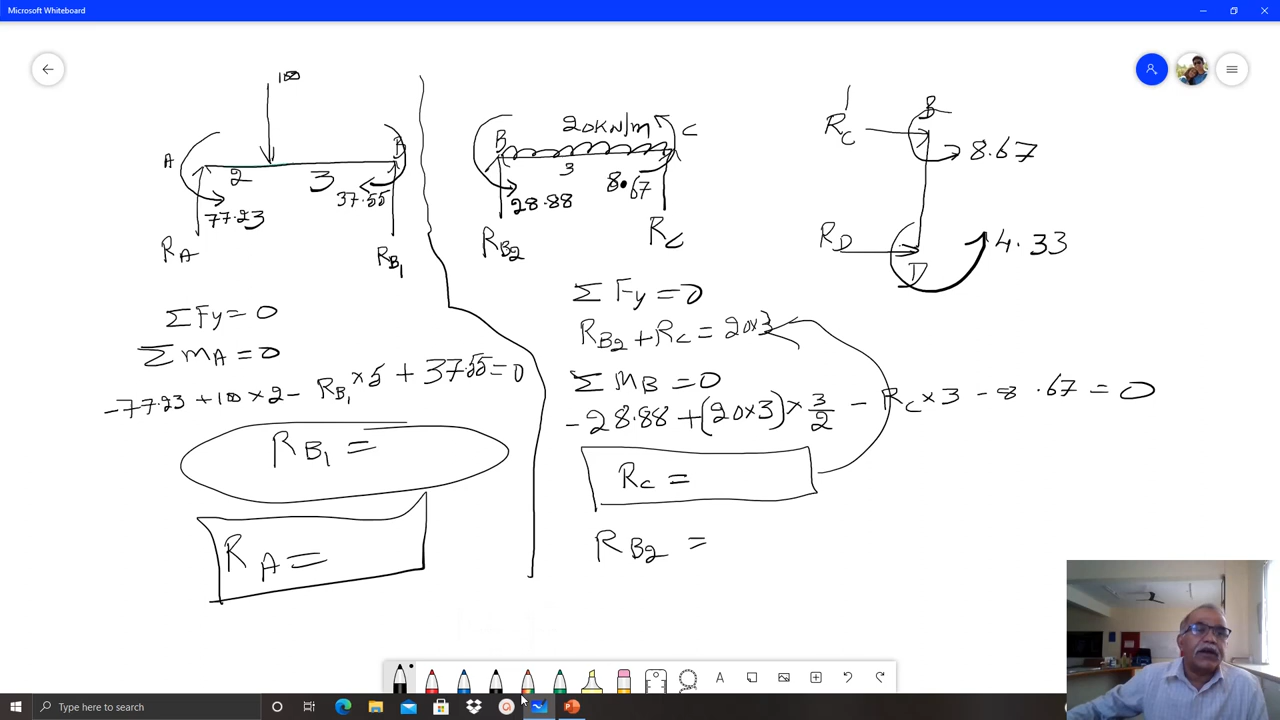 Microsoft Whiteboard
100
A
B
2
3
37.55
77.23
RA
RB1
ΣFy = 0
ΣmA = 0
-77.23 + 100 × 2 - RB1 × 5 + 37.55 = 0
RB1 =
RA =
20KN/m
B
C
3
28.88
8.67
RB2
RC
ΣFy = 0
RB2 + RC = 20×3
ΣMB = 0
-28.88 + (20×3) × 3/2 - RC × 3 - 8.67 = 0
RC =
RB2 =
B
RC
8.67
RD
D
4.33
A
Type here to search